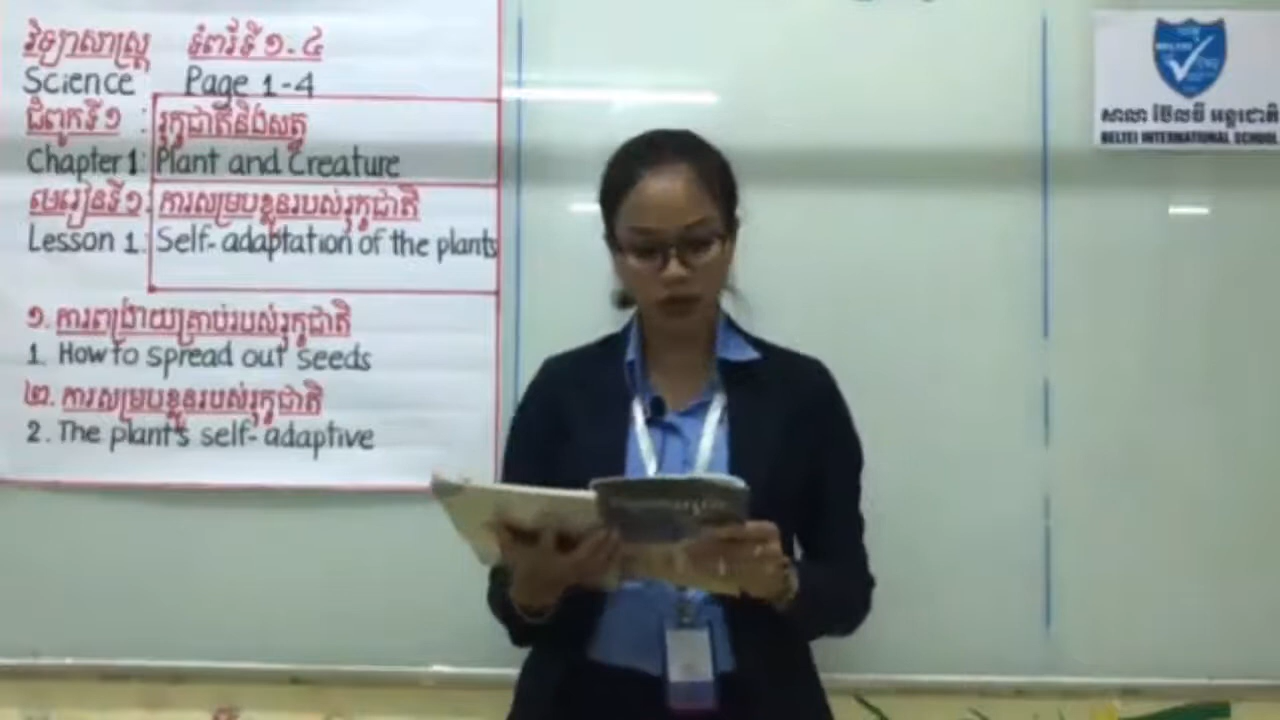 វិទ្យាសាស្ត្រ ទំព័រទី ១-៤
Science Page 1-4
ជំពូកទី១ : រុក្ខជាតិនិងសត្វ
Chapter 1: Plant and Creature
មេរៀនទី១: ការសម្របខ្លួនរបស់រុក្ខជាតិ
Lesson 1: Self-adaptation of the plants
១. ការពង្រាយគ្រាប់របស់រុក្ខជាតិ
1. How to spread out seeds
២. ការសម្របខ្លួនរបស់រុក្ខជាតិ
2. The plant's self-adaptive
សាលា ប៊ែលធី អន្តរជាតិ
BELTEI INTERNATIONAL SCHOOL